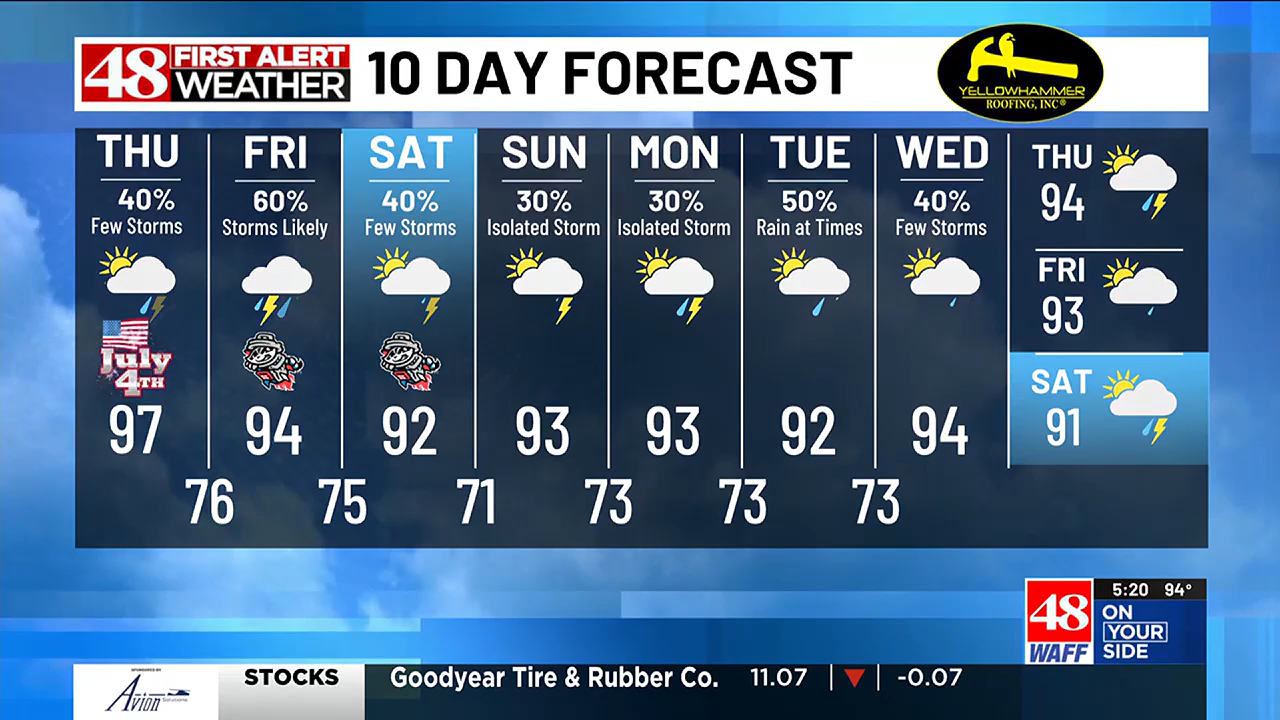 48 FIRST ALERT
WEATHER
10 DAY FORECAST
YELLOWHAMMER
ROOFING, INC®
THU
40%
Few Storms
July
4TH
97
FRI
60%
Storms Likely
94
SAT
40%
Few Storms
92
SUN
30%
Isolated Storm
93
MON
30%
Isolated Storm
93
TUE
50%
Rain at Times
92
WED
40%
Few Storms
94
THU
94
FRI
93
SAT
91
76 75 71 73 73 73
5:20 94°
48
WAFF
ON
YOUR
SIDE
SPONSORED BY
Avion Solutions
STOCKS
Goodyear Tire & Rubber Co. 11.07 -0.07